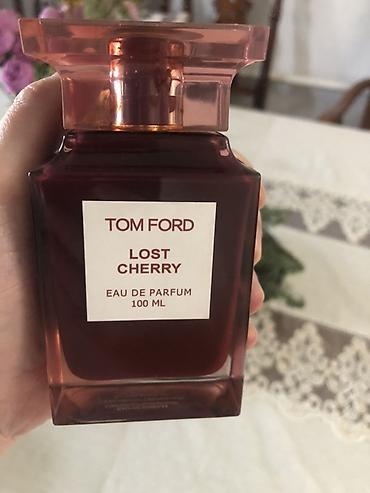 TOM FORD
LOST
CHERRY
EAU DE PARFUM
100 ML